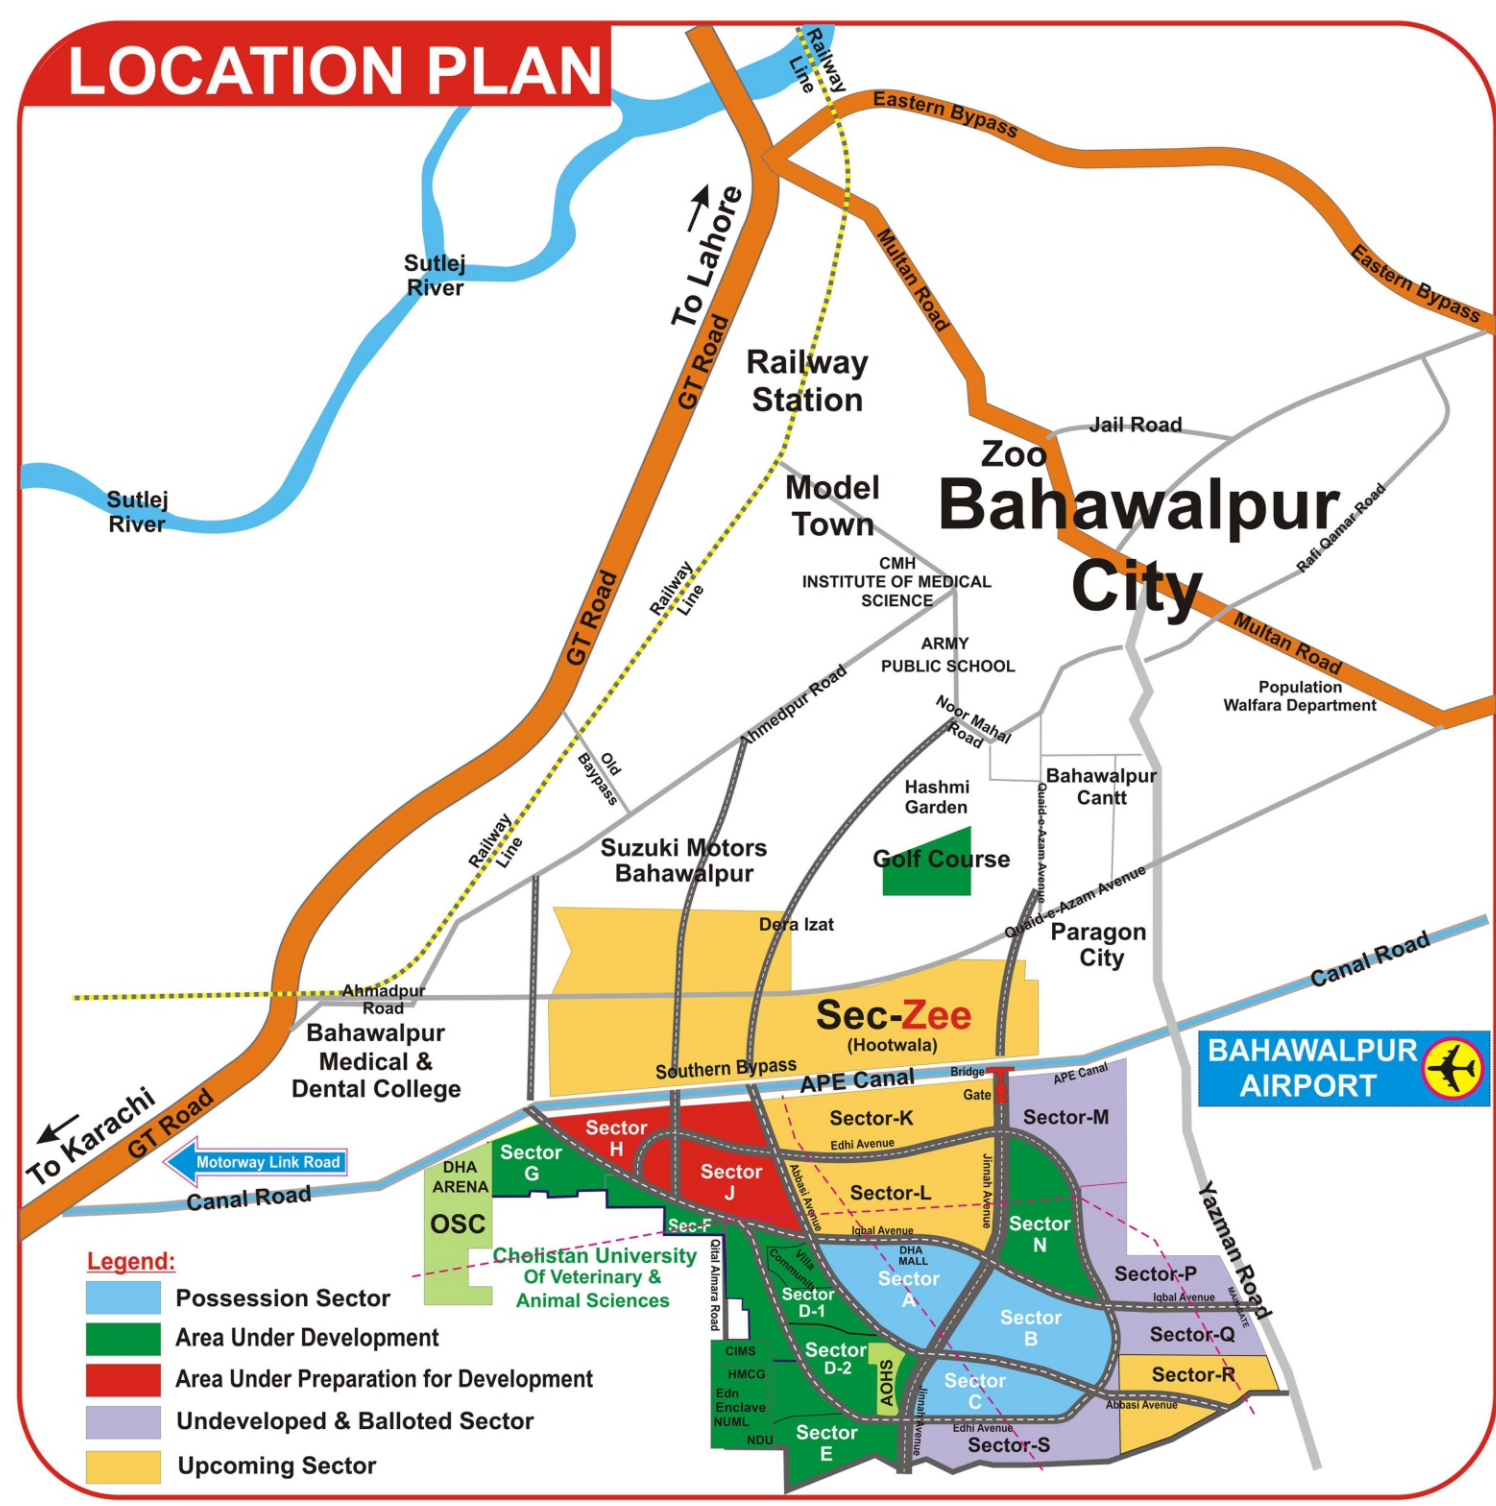 LOCATION PLAN
Railway
Line
Eastern Bypass
Eastern Bypass
To Lahore
GT Road
Multan Road
Sutlej
River
Sutlej
River
Railway
Station
Jail Road
Zoo
Bahawalpur
City
Model
Town
Rafi Qamar Road
CMH
INSTITUTE OF MEDICAL
SCIENCE
Railway
Line
GT Road
ARMY
PUBLIC SCHOOL
Multan Road
Population
Walfara Department
Ahmedpur Road
Noor Mahal
Road
Old
Baypass
Hashmi
Garden
Bahawalpur
Cantt
Quaid-e-Azam Avenue
Railway
Line
Suzuki Motors
Bahawalpur
Golf Course
Quaid-e-Azam Avenue
Dera Izat
Paragon
City
Canal Road
Ahmadpur
Road
Bahawalpur
Medical &
Dental College
Sec-Zee
(Hootwala)
Southern Bypass
APE Canal
Bridge
Gate
APE Canal
BAHAWALPUR
AIRPORT
To Karachi
GT Road
Motorway Link Road
Canal Road
Sector
H
Sector-K
Sector-M
Edhi Avenue
Sector
G
DHA
ARENA
OSC
Sector
J
Abbasi Avenue
Sector-L
Jinnah Avenue
Sec-F
Iqbal Avenue
Sector
N
Yazman Road
Cholistan University
Of Veterinary &
Animal Sciences
Qital Almara Road
Villa
Community
DHA
MALL
Sector
A
Sector-P
Iqbal Avenue
MAINGATE
Sector
D-1
Sector
B
Sector-Q
Sector
D-2
AOHS
Sector-R
Sector
C
Abbasi Avenue
CIMS
HMCG
Edn
Enclave
NUML
NDU
Sector
E
Jinnah Avenue
Edhi Avenue
Sector-S
Legend:
Possession Sector
Area Under Development
Area Under Preparation for Development
Undeveloped & Balloted Sector
Upcoming Sector